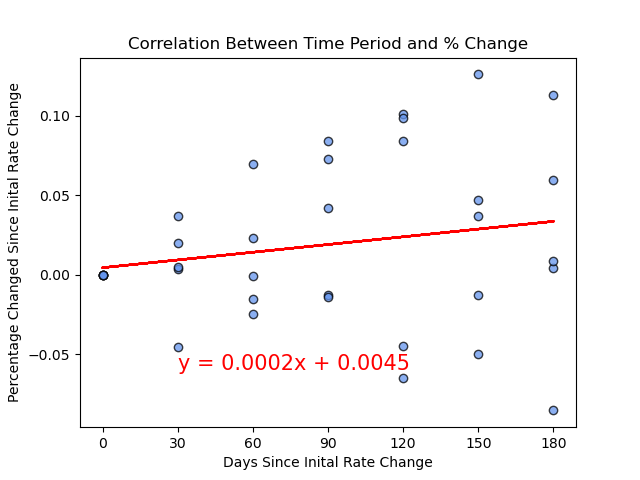 Correlation Between Time Period and % Change
Percentage Changed Since Inital Rate Change
0.10
0.05
0.00
−0.05
y = 0.0002x + 0.0045
0 30 60 90 120 150 180
Days Since Inital Rate Change